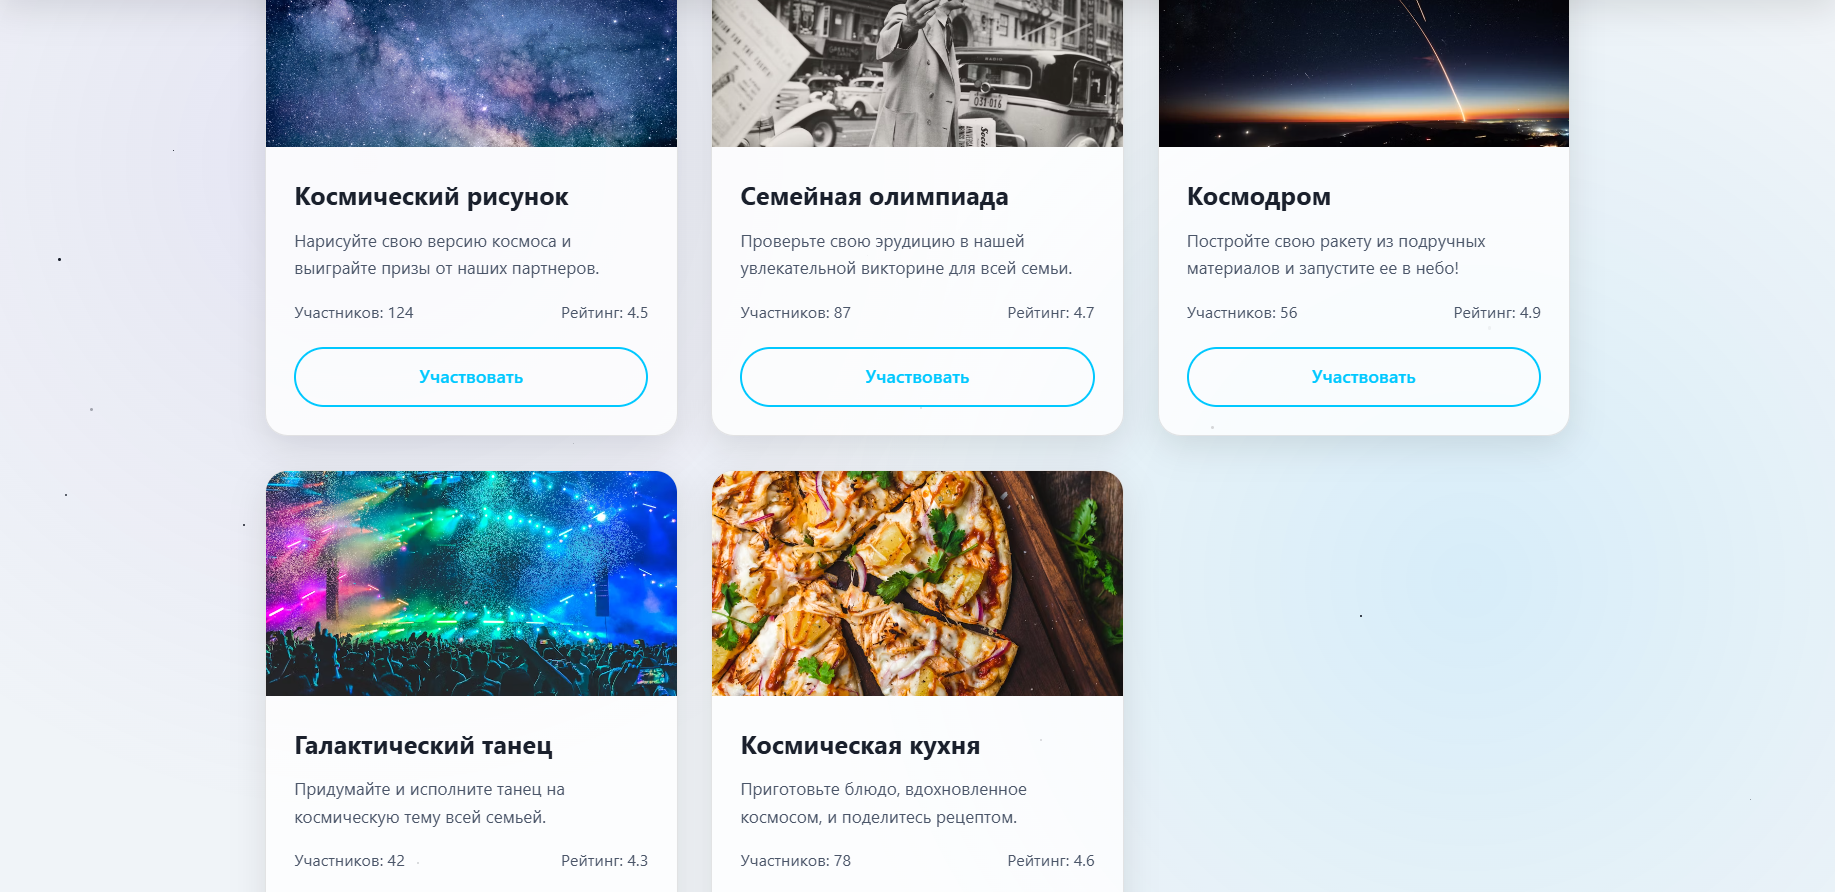 Космический рисунок
Нарисуйте свою версию космоса и
выиграйте призы от наших партнеров.
Участников: 124
Рейтинг: 4.5
Участвовать
Семейная олимпиада
Проверьте свою эрудицию в нашей
увлекательной викторине для всей семьи.
Участников: 87
Рейтинг: 4.7
Участвовать
Космодром
Постройте свою ракету из подручных
материалов и запустите ее в небо!
Участников: 56
Рейтинг: 4.9
Участвовать
Галактический танец
Придумайте и исполните танец на
космическую тему всей семьей.
Участников: 42
Рейтинг: 4.3
Космическая кухня
Приготовьте блюдо, вдохновленное
космосом, и поделитесь рецептом.
Участников: 78
Рейтинг: 4.6